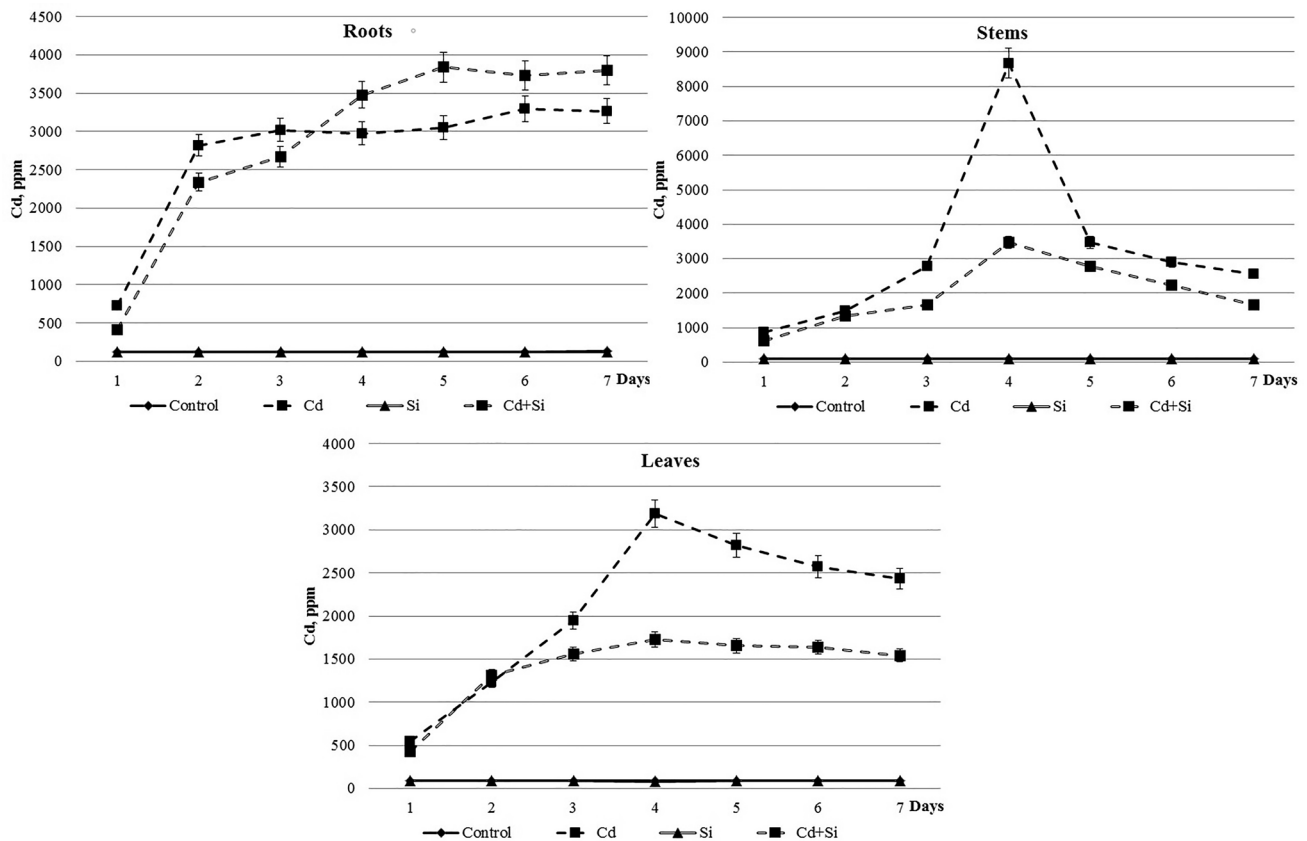 Roots
Cd, ppm
4500
4000
3500
3000
2500
2000
1500
1000
500
0
1 2 3 4 5 6 7 Days
Control Cd Si Cd+Si
Stems
Cd, ppm
10000
9000
8000
7000
6000
5000
4000
3000
2000
1000
0
1 2 3 4 5 6 7 Days
Control Cd Si Cd+Si
Leaves
Cd, ppm
4000
3500
3000
2500
2000
1500
1000
500
0
1 2 3 4 5 6 7 Days
Control Cd Si Cd+Si